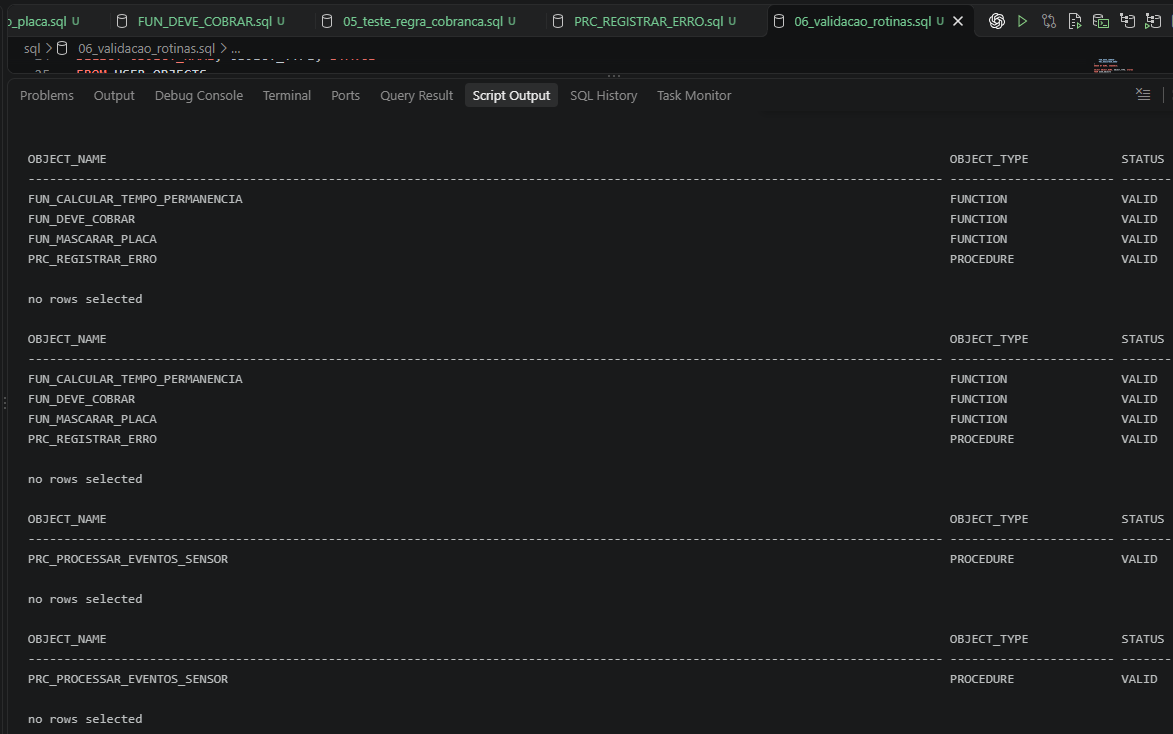 o_placa.sql U FUN_DEVE_COBRAR.sql U 05_teste_regra_cobranca.sql U PRC_REGISTRAR_ERRO.sql U 06_validacao_rotinas.sql U
sql > 06_validacao_rotinas.sql > ...
25 FROM USER_OBJECTS
Problems Output Debug Console Terminal Ports Query Result Script Output SQL History Task Monitor
OBJECT_NAME OBJECT_TYPE STATUS
FUN_CALCULAR_TEMPO_PERMANENCIA FUNCTION VALID
FUN_DEVE_COBRAR FUNCTION VALID
FUN_MASCARAR_PLACA FUNCTION VALID
PRC_REGISTRAR_ERRO PROCEDURE VALID
no rows selected
OBJECT_NAME OBJECT_TYPE STATUS
FUN_CALCULAR_TEMPO_PERMANENCIA FUNCTION VALID
FUN_DEVE_COBRAR FUNCTION VALID
FUN_MASCARAR_PLACA FUNCTION VALID
PRC_REGISTRAR_ERRO PROCEDURE VALID
no rows selected
OBJECT_NAME OBJECT_TYPE STATUS
PRC_PROCESSAR_EVENTOS_SENSOR PROCEDURE VALID
no rows selected
OBJECT_NAME OBJECT_TYPE STATUS
PRC_PROCESSAR_EVENTOS_SENSOR PROCEDURE VALID
no rows selected